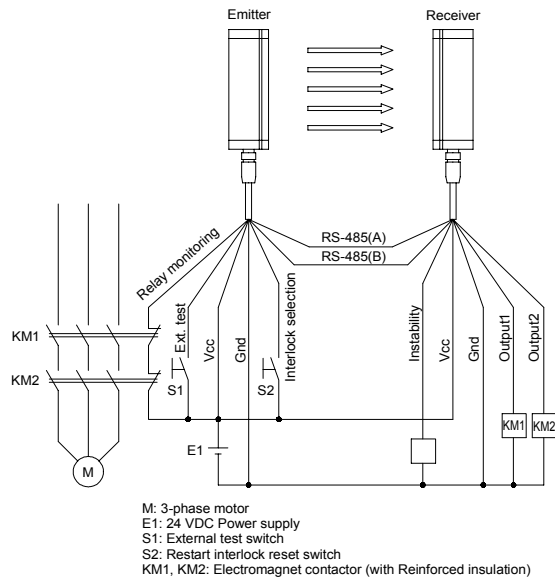 Emitter
Receiver
RS-485(A)
RS-485(B)
Relay monitoring
Ext. test
Vcc
Gnd
Interlock selection
Instability
Vcc
Gnd
Output1
Output2
KM1
KM2
S1
S2
E1
KM1
KM2
M
M: 3-phase motor
E1: 24 VDC Power supply
S1: External test switch
S2: Restart interlock reset switch
KM1, KM2: Electromagnet contactor (with Reinforced insulation)